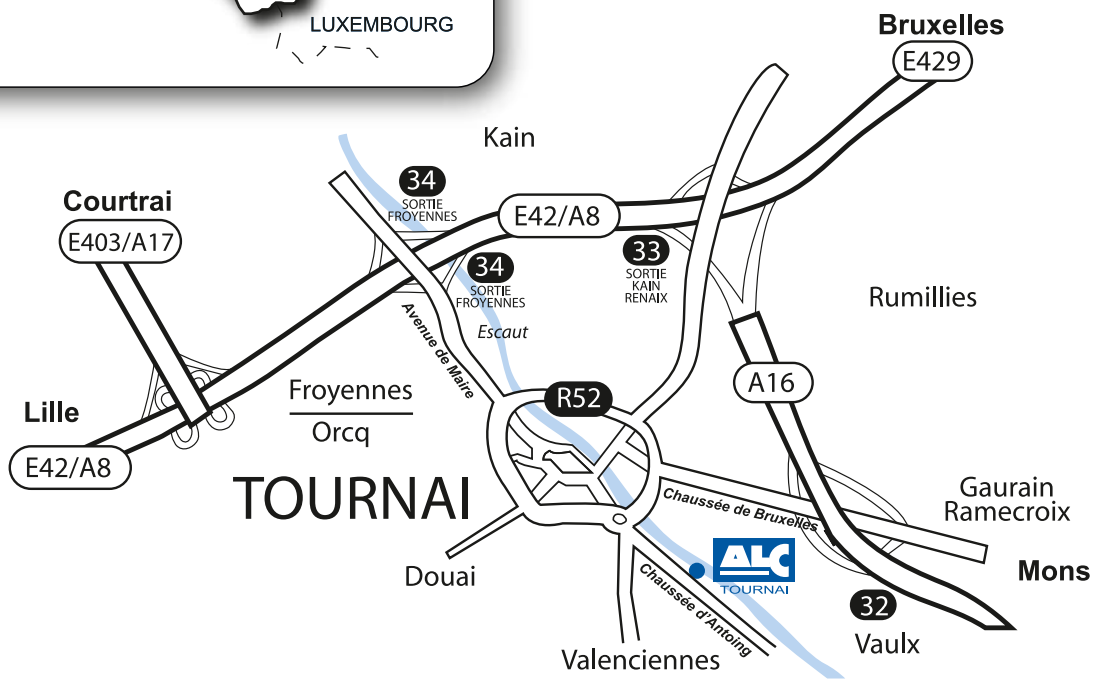 LUXEMBOURG
Bruxelles
E429
Kain
34
SORTIE
FROYENNES
Courtrai
E403/A17
E42/A8
33
SORTIE
KAIN
RENAIX
34
SORTIE
FROYENNES
Rumillies
Escaut
Avenue de Maire
A16
Froyennes
Orcq
R52
Lille
E42/A8
TOURNAI
Chaussée de Bruxelles
Gaurain
Ramecroix
ALC
TOURNAI
Mons
Douai
Chaussée d'Antoing
32
Vaulx
Valenciennes